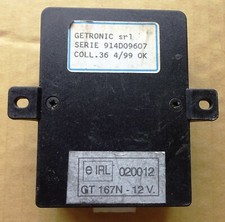 GETRONIC srl
SERIE 914D09607
COLL.36 4/99 OK
e IRL 020012
GT 167N - 12 V.